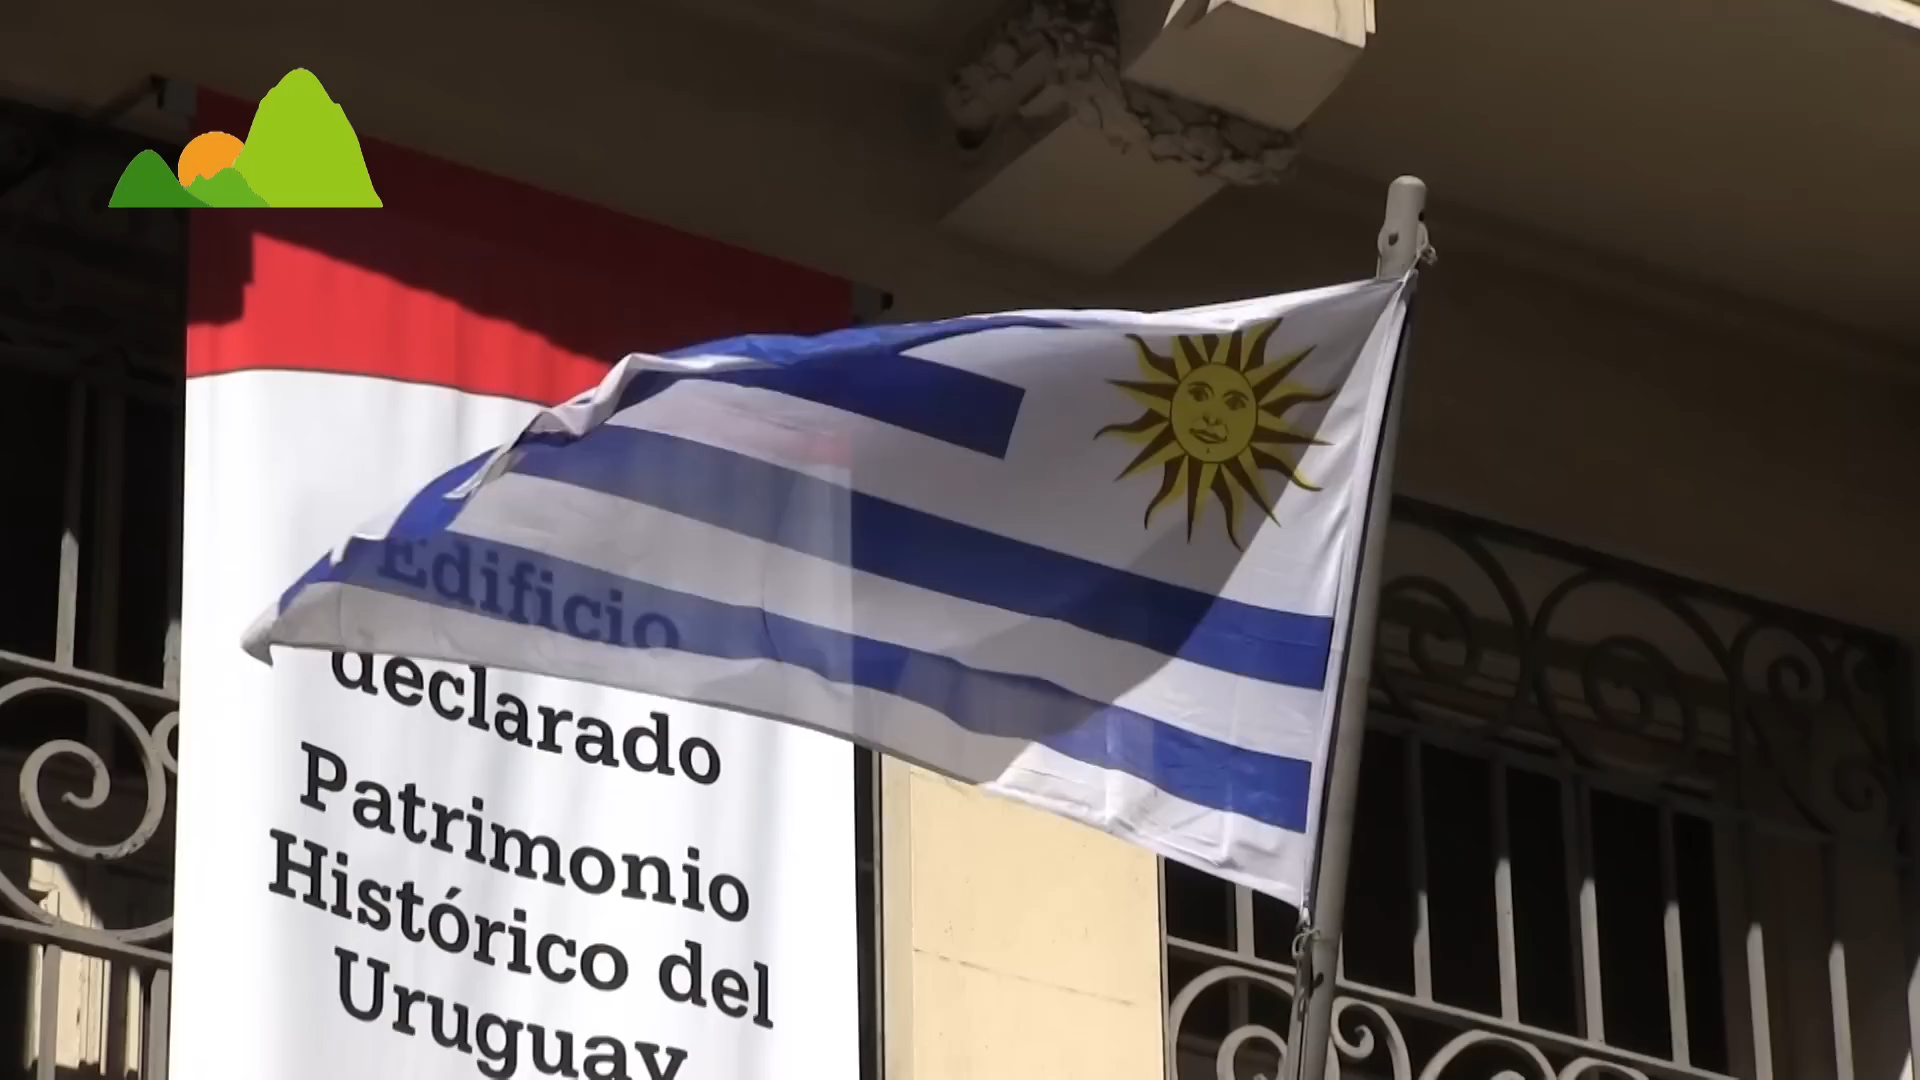 Edificio
declarado
Patrimonio
Histórico del
Uruguay